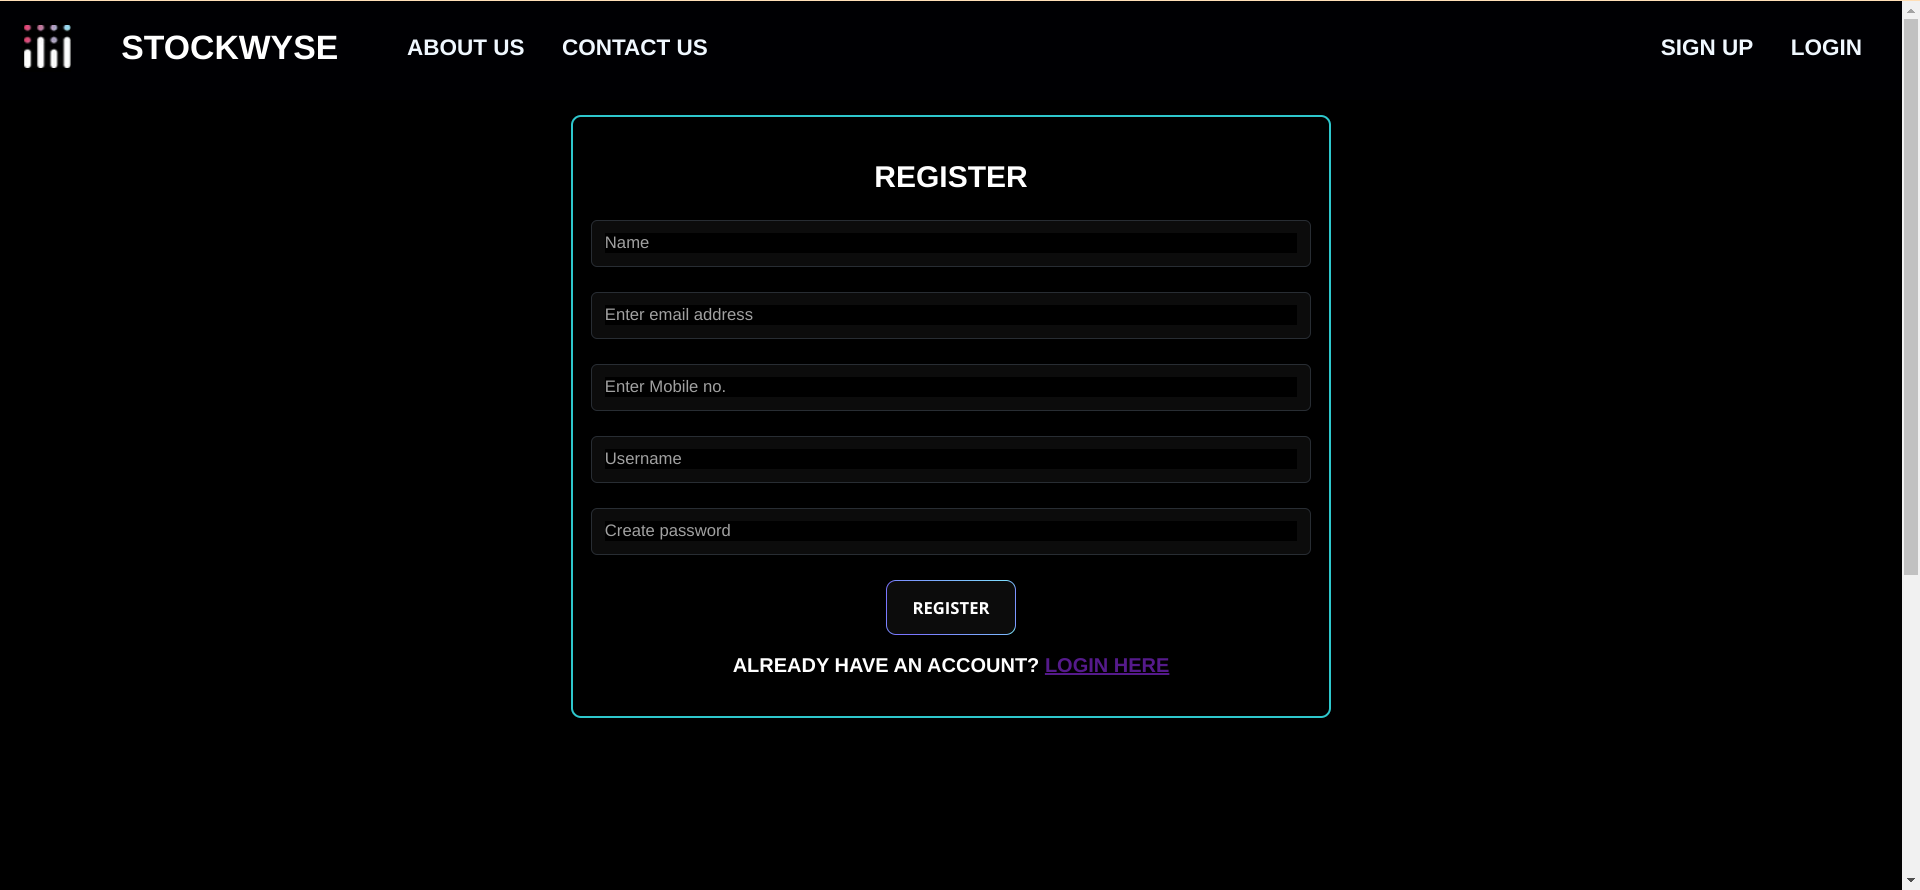 STOCKWYSE ABOUT US CONTACT US SIGN UP LOGIN
REGISTER
Name
Enter email address
Enter Mobile no.
Username
Create password
REGISTER
ALREADY HAVE AN ACCOUNT? LOGIN HERE